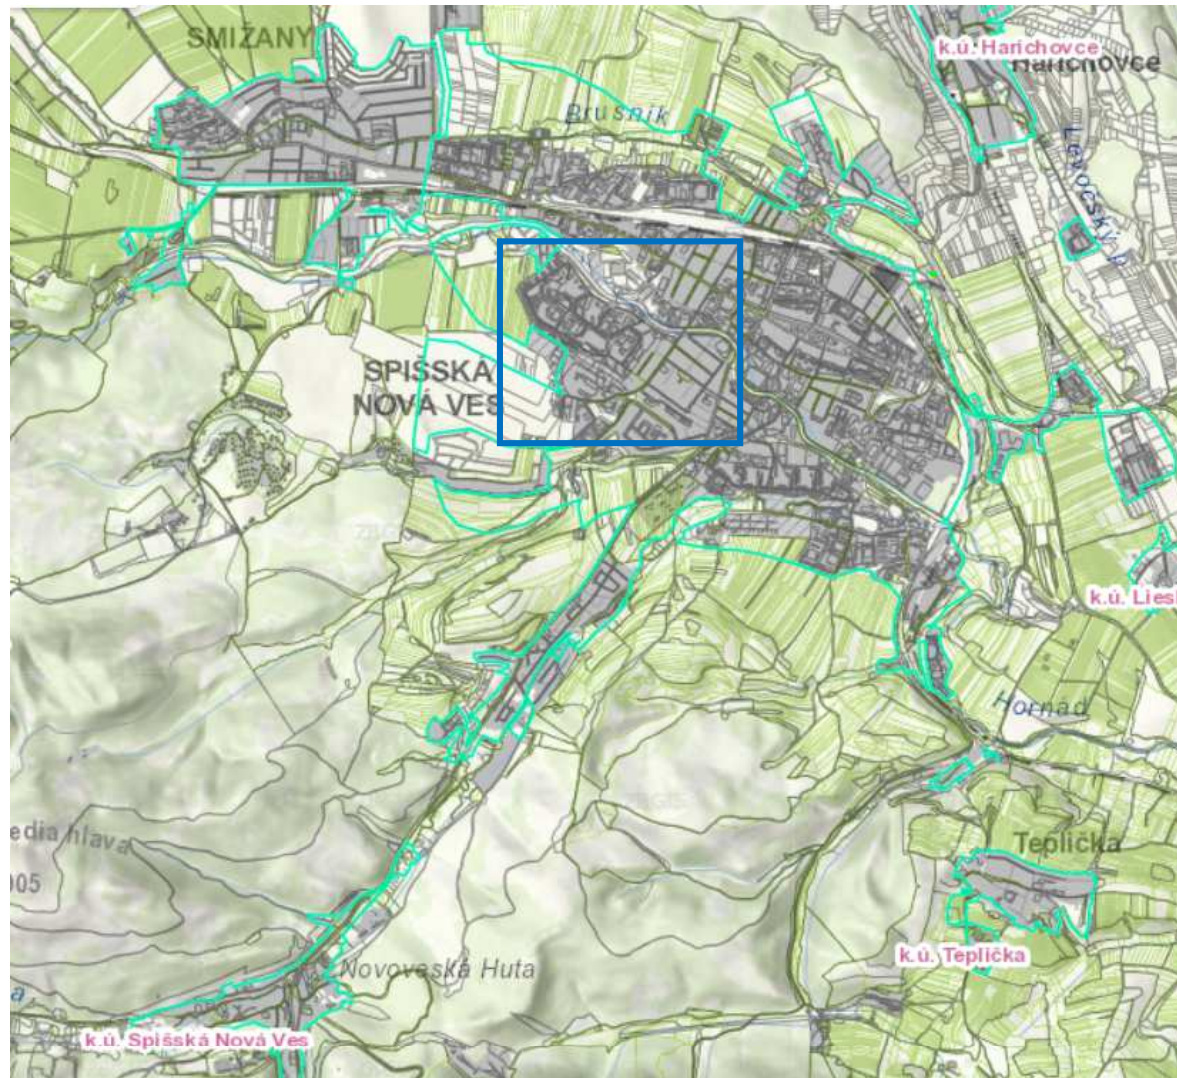 SMIŽANY
k.ú. Harichovce
Harichovce
Brusník
Levočský p.
SPIŠSKÁ
NOVÁ VES
k.ú. Liesk
Hornád
edia hlava
005
Teplička
k.ú. Teplička
Novoveská Huta
k.ú. Spišská Nová Ves